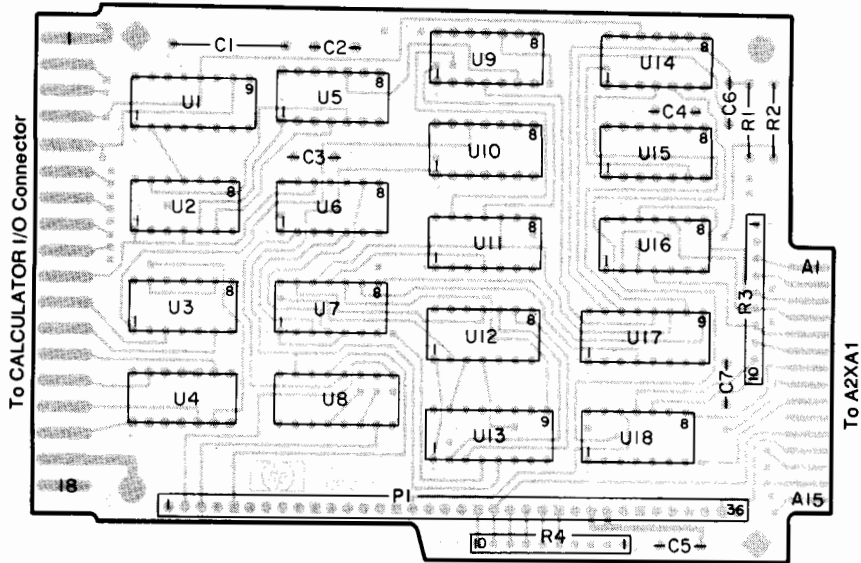 To CALCULATOR I/O Connector
1
18
C1
C2
U1
9
1
U5
8
1
U9
8
1
U14
8
1
C6
R1
R2
C4
C3
U10
8
1
U15
8
1
U2
8
1
U6
8
1
U11
8
1
U16
8
1
1
R3
10
A1
U3
8
1
U7
8
1
U12
8
1
U17
9
1
C7
U4
U8
U13
9
1
U18
8
1
To A2XA1
A15
1
P1
36
10
R4
1
C5